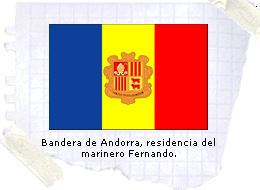 Bandera de Andorra, residencia del
marinero Fernando.